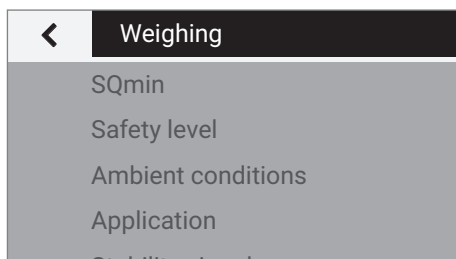 Weighing
SQmin
Safety level
Ambient conditions
Application